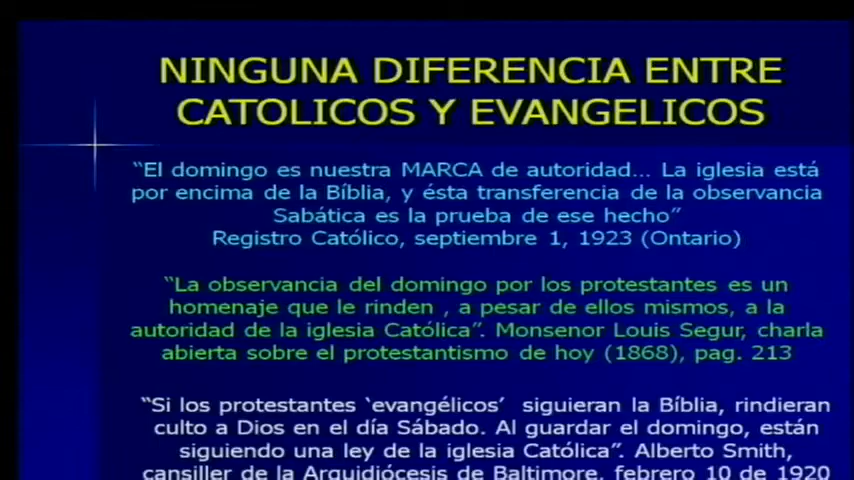 NINGUNA DIFERENCIA ENTRE
CATOLICOS Y EVANGELICOS
“El domingo es nuestra MARCA de autoridad... La iglesia está
por encima de la Bíblia, y ésta transferencia de la observancia
Sabática es la prueba de ese hecho”
Registro Católico, septiembre 1, 1923 (Ontario)
“La observancia del domingo por los protestantes es un
homenaje que le rinden , a pesar de ellos mismos, a la
autoridad de la iglesia Católica”. Monsenor Louis Segur, charla
abierta sobre el protestantismo de hoy (1868), pag. 213
“Si los protestantes ‘evangélicos’ siguieran la Bíblia, rindieran
culto a Dios en el día Sábado. Al guardar el domingo, están
siguiendo una ley de la iglesia Católica”. Alberto Smith,
cansiller de la Arquidiócesis de Baltimore, febrero 10 de 1920